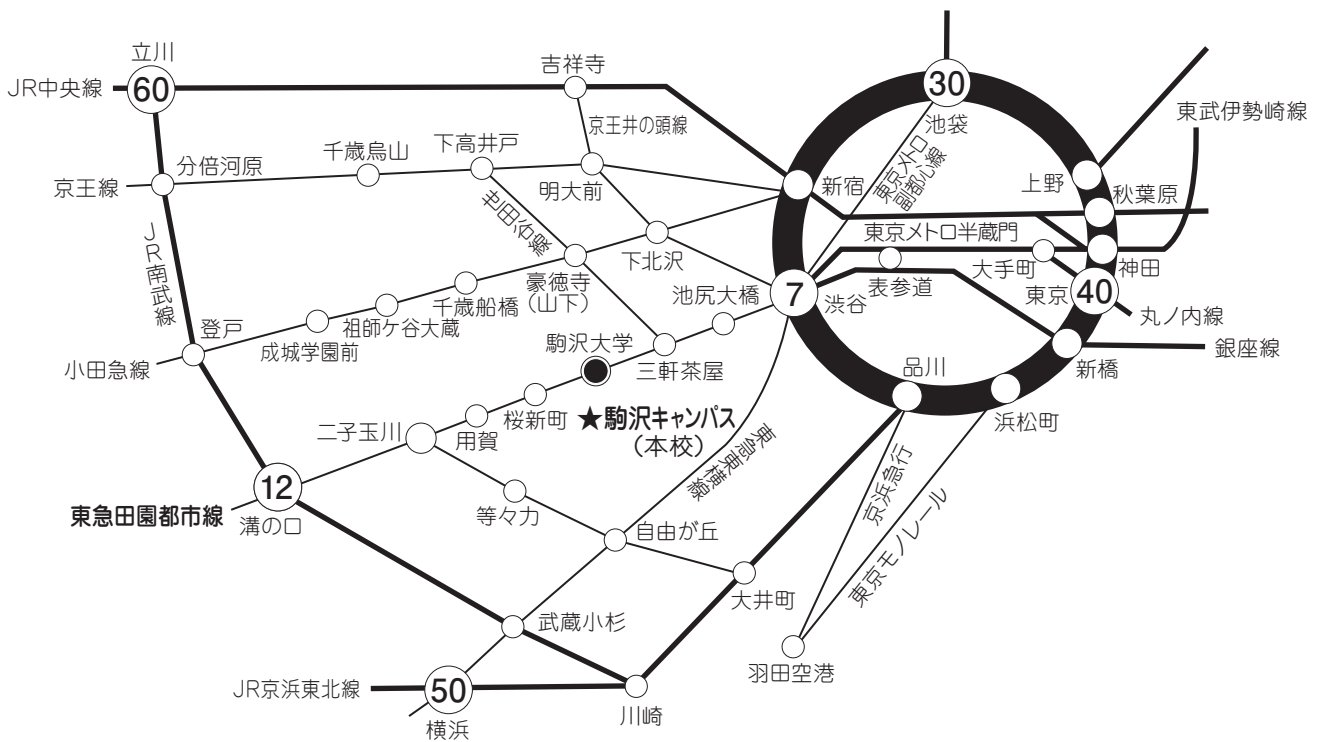 立川
JR中央線
60
吉祥寺
30
池袋
東武伊勢崎線
京王井の頭線
東京メトロ
副都心線
下高井戸
千歳烏山
分倍河原
京王線
明大前
新宿
上野
秋葉原
世田谷線
JR南武線
東京メトロ半蔵門
下北沢
豪徳寺
(山下)
大手町
神田
表参道
池尻大橋
7
渋谷
東京
40
丸ノ内線
千歳船橋
祖師ケ谷大蔵
成城学園前
登戸
小田急線
駒沢大学
三軒茶屋
銀座線
新橋
品川
浜松町
桜新町
★駒沢キャンパス
(本校)
用賀
二子玉川
東急東横線
京浜急行
東京モノレール
12
東急田園都市線
溝の口
等々力
自由が丘
大井町
武蔵小杉
羽田空港
JR京浜東北線
50
横浜
川崎